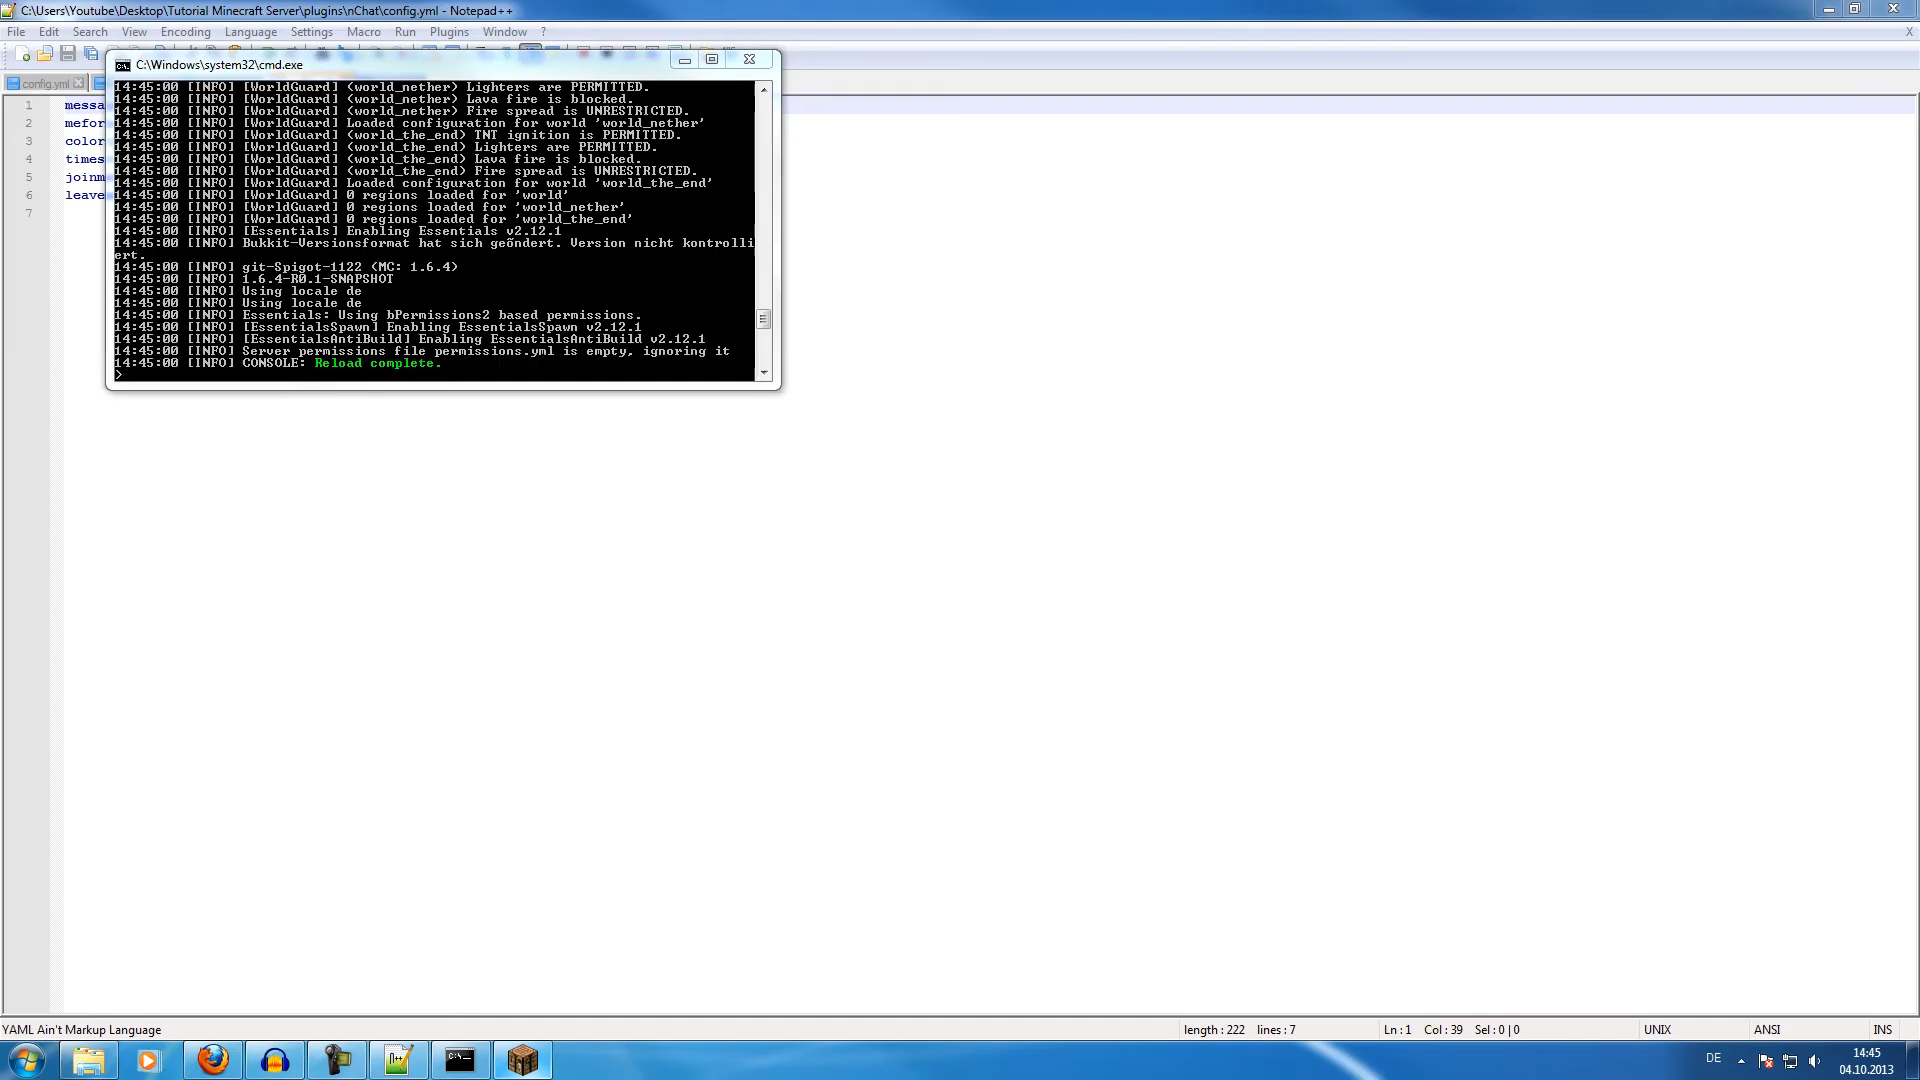 C:\Users\Youtube\Desktop\Tutorial Minecraft Server\plugins\nChat\config.yml - Notepad++
File Edit Search View Encoding Language Settings Macro Run Plugins Window ? X
C:\Windows\system32\cmd.exe
config.yml
14:45:00 [INFO] [WorldGuard] (world_nether) Lighters are PERMITTED.
14:45:00 [INFO] [WorldGuard] (world_nether) Lava fire is blocked.
14:45:00 [INFO] [WorldGuard] (world_nether) Fire spread is UNRESTRICTED.
14:45:00 [INFO] [WorldGuard] Loaded configuration for world 'world_nether'
14:45:00 [INFO] [WorldGuard] (world_the_end) TNT ignition is PERMITTED.
14:45:00 [INFO] [WorldGuard] (world_the_end) Lighters are PERMITTED.
14:45:00 [INFO] [WorldGuard] (world_the_end) Lava fire is blocked.
14:45:00 [INFO] [WorldGuard] (world_the_end) Fire spread is UNRESTRICTED.
14:45:00 [INFO] [WorldGuard] Loaded configuration for world 'world_the_end'
14:45:00 [INFO] [WorldGuard] 0 regions loaded for 'world'
14:45:00 [INFO] [WorldGuard] 0 regions loaded for 'world_nether'
14:45:00 [INFO] [WorldGuard] 0 regions loaded for 'world_the_end'
14:45:00 [INFO] [Essentials] Enabling Essentials v2.12.1
14:45:00 [INFO] Bukkit-Versionsformat hat sich geõndert. Version nicht kontrolli
ert.
14:45:00 [INFO] git-Spigot-1122 (MC: 1.6.4)
14:45:00 [INFO] 1.6.4-R0.1-SNAPSHOT
14:45:00 [INFO] Using locale de
14:45:00 [INFO] Using locale de
14:45:00 [INFO] Essentials: Using bPermissions2 based permissions.
14:45:00 [INFO] [EssentialsSpawn] Enabling EssentialsSpawn v2.12.1
14:45:00 [INFO] [EssentialsAntiBuild] Enabling EssentialsAntiBuild v2.12.1
14:45:00 [INFO] Server permissions file permissions.yml is empty, ignoring it
14:45:00 [INFO] CONSOLE: Reload complete.
>
1 messa
2 mefor
3 color
4 times
5 joinm
6 leave
7
YAML Ain't Markup Language length : 222 lines : 7 Ln : 1 Col : 39 Sel : 0 | 0 UNIX ANSI INS
DE 14:45
04.10.2013